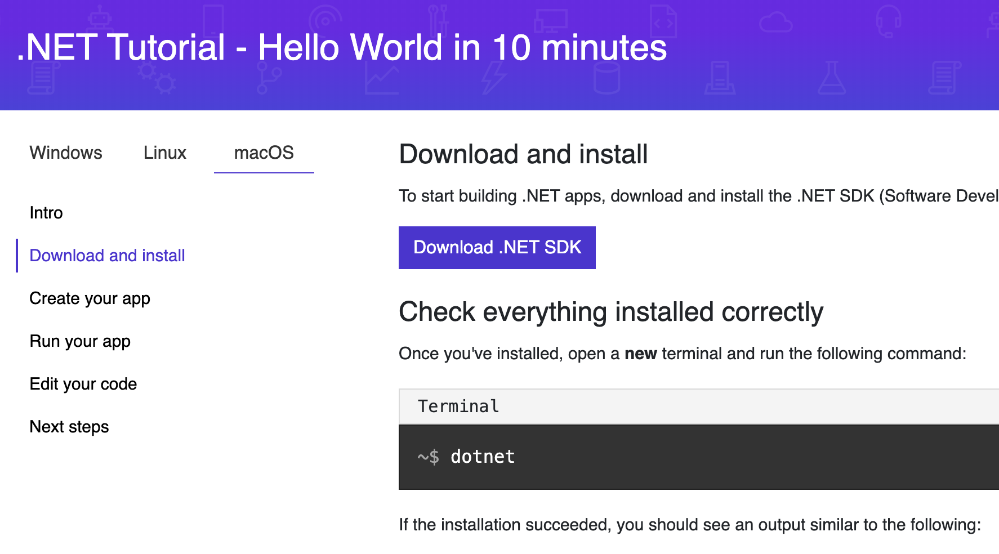 .NET Tutorial - Hello World in 10 minutes
Windows Linux macOS
Intro
Download and install
Create your app
Run your app
Edit your code
Next steps
Download and install
To start building .NET apps, download and install the .NET SDK (Software Devel
Download .NET SDK
Check everything installed correctly
Once you've installed, open a new terminal and run the following command:
Terminal
~$ dotnet
If the installation succeeded, you should see an output similar to the following: